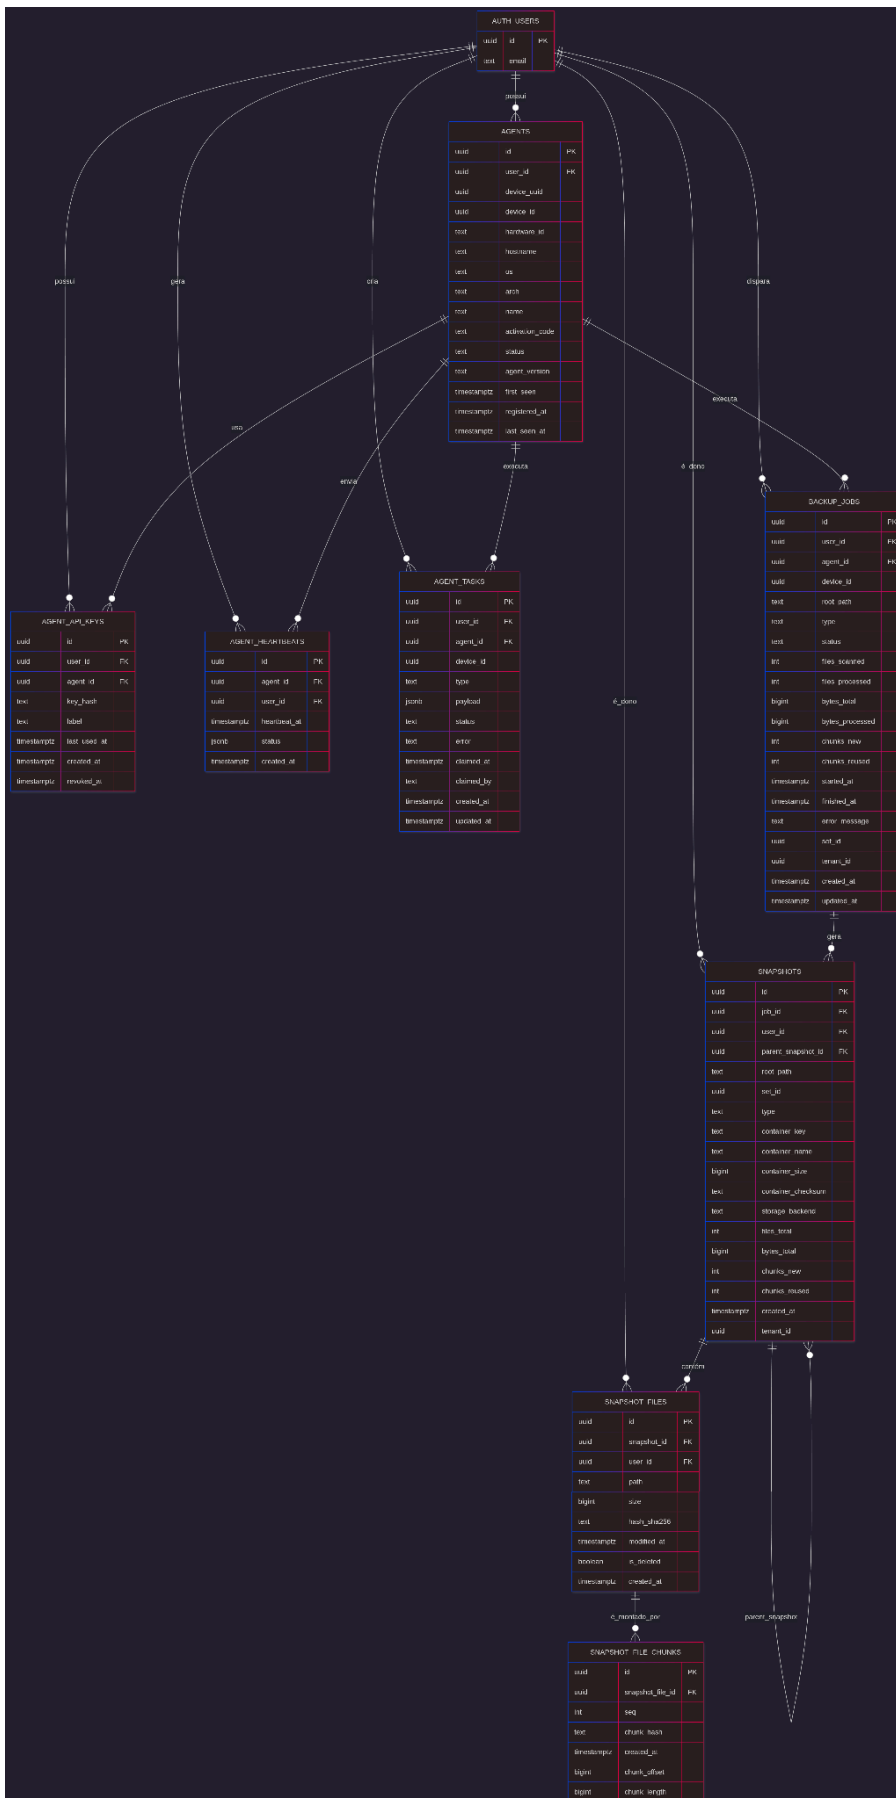 AUTH_USERS
uuid id PK
text email
possui
AGENTS
uuid id PK
uuid user_id FK
uuid device_uuid
uuid device_id
text hardware_id
text hostname
text os
text arch
text name
text activation_code
text status
text agent_version
timestamptz first_seen
timestamptz registered_at
timestamptz last_seen_at
possui
gera
cria
dispara
usa
envia
executa
executa
é_dono
é_dono
BACKUP_JOBS
uuid id PK
uuid user_id FK
uuid agent_id FK
uuid device_id
text root_path
text type
text status
int files_scanned
int files_processed
bigint bytes_total
bigint bytes_processed
int chunks_new
int chunks_reused
timestamptz started_at
timestamptz finished_at
text error_message
uuid set_id
uuid tenant_id
timestamptz created_at
timestamptz updated_at
AGENT_TASKS
uuid id PK
uuid user_id FK
uuid agent_id FK
uuid device_id
text type
jsonb payload
text status
text error
timestamptz claimed_at
text claimed_by
timestamptz created_at
timestamptz updated_at
AGENT_API_KEYS
uuid id PK
uuid user_id FK
uuid agent_id FK
text key_hash
text label
timestamptz last_used_at
timestamptz created_at
timestamptz revoked_at
AGENT_HEARTBEATS
uuid id PK
uuid agent_id FK
uuid user_id FK
timestamptz heartbeat_at
jsonb status
timestamptz created_at
gera
SNAPSHOTS
uuid id PK
uuid job_id FK
uuid user_id FK
uuid parent_snapshot_id FK
text root_path
uuid set_id
text type
text container_key
text container_name
bigint container_size
text container_checksum
text storage_backend
int files_total
bigint bytes_total
int chunks_new
int chunks_reused
timestamptz created_at
uuid tenant_id
contém
SNAPSHOT_FILES
uuid id PK
uuid snapshot_id FK
uuid user_id FK
text path
bigint size
text hash_sha256
timestamptz modified_at
boolean is_deleted
timestamptz created_at
é_montado_por
parent_snapshot
SNAPSHOT_FILE_CHUNKS
uuid id PK
uuid snapshot_file_id FK
int seq
text chunk_hash
timestamptz created_at
bigint chunk_offset
bigint chunk_length